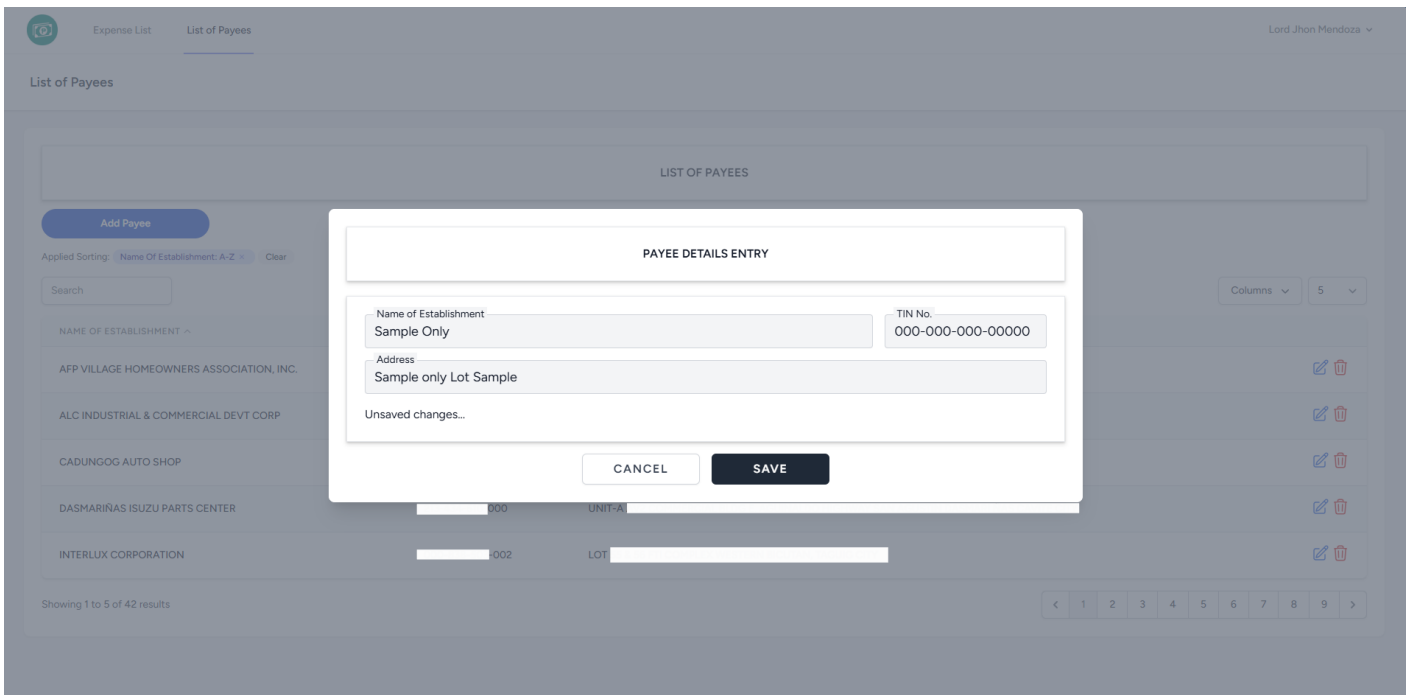 Expense List List of Payees Lord Jhon Mendoza
List of Payees
LIST OF PAYEES
Add Payee
Applied Sorting: Name Of Establishment: A-Z × Clear
Search Columns 5
NAME OF ESTABLISHMENT
AFP VILLAGE HOMEOWNERS ASSOCIATION, INC.
ALC INDUSTRIAL & COMMERCIAL DEVT CORP
CADUNGOG AUTO SHOP
DASMARIÑAS ISUZU PARTS CENTER 000 UNIT-A
INTERLUX CORPORATION -002 LOT
Showing 1 to 5 of 42 results < 1 2 3 4 5 6 7 8 9 >
PAYEE DETAILS ENTRY
Name of Establishment TIN No.
Sample Only 000-000-000-00000
Address
Sample only Lot Sample
Unsaved changes...
CANCEL SAVE